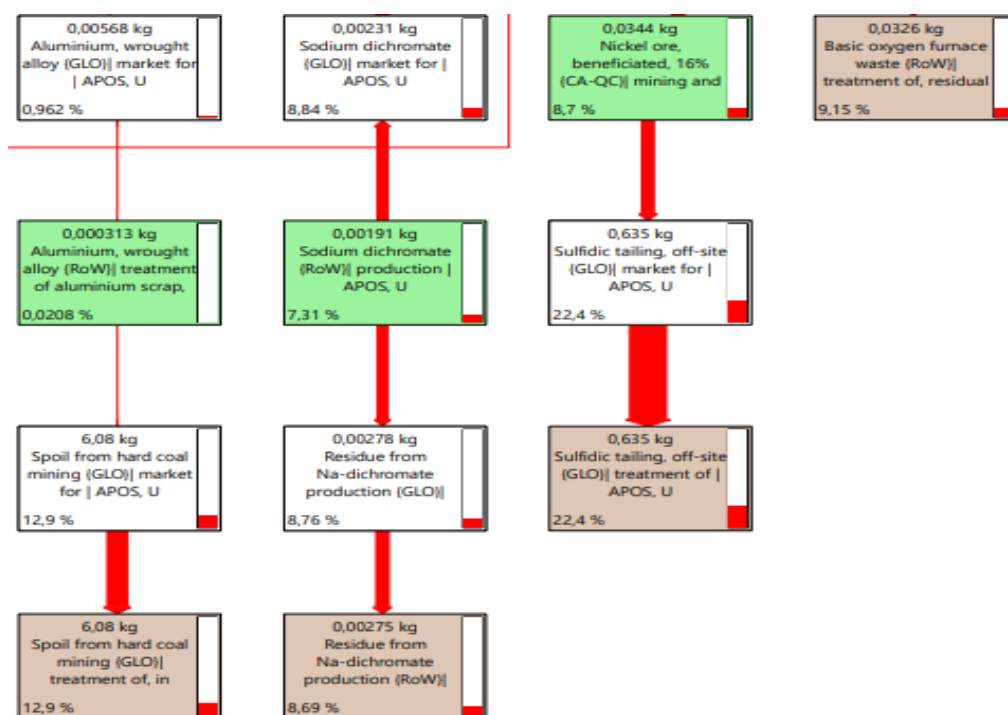 0,00568 kg
Aluminium, wrought
alloy {GLO}| market for
| APOS, U
0,962 %
0,00231 kg
Sodium dichromate
{GLO}| market for |
APOS, U
8,84 %
0,0344 kg
Nickel ore,
beneficiated, 16%
{CA-QC}| mining and
8,7 %
0,0326 kg
Basic oxygen furnace
waste {RoW}|
treatment of, residual
9,15 %
0,000313 kg
Aluminium, wrought
alloy {RoW}| treatment
of aluminium scrap,
0,0208 %
0,00191 kg
Sodium dichromate
{RoW}| production |
APOS, U
7,31 %
0,635 kg
Sulfidic tailing, off-site
{GLO}| market for |
APOS, U
22,4 %
6,08 kg
Spoil from hard coal
mining {GLO}| market
for | APOS, U
12,9 %
0,00278 kg
Residue from
Na-dichromate
production {GLO}|
8,76 %
0,635 kg
Sulfidic tailing, off-site
{GLO}| treatment of |
APOS, U
22,4 %
6,08 kg
Spoil from hard coal
mining {GLO}|
treatment of, in
12,9 %
0,00275 kg
Residue from
Na-dichromate
production {RoW}|
8,69 %